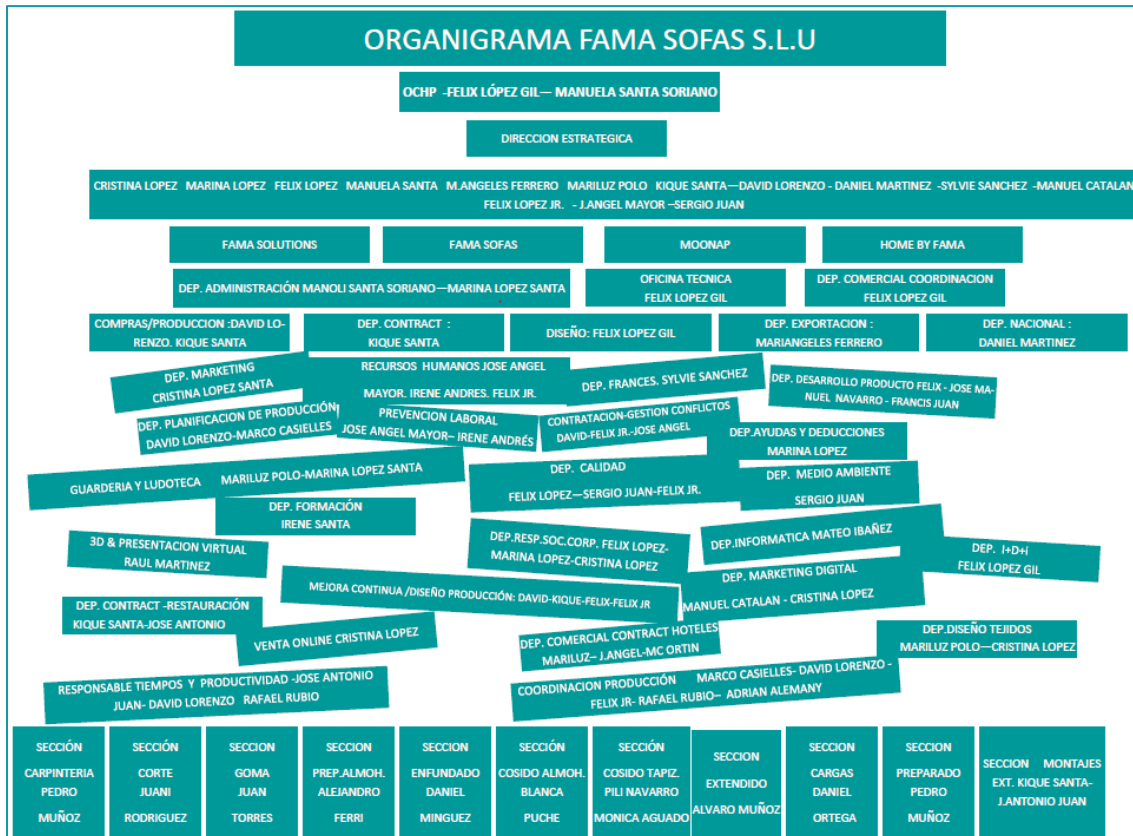 ORGANIGRAMA FAMA SOFAS S.L.U
OCHP -FELIX LÓPEZ GIL— MANUELA SANTA SORIANO
DIRECCION ESTRATEGICA
CRISTINA LOPEZ MARINA LOPEZ FELIX LOPEZ MANUELA SANTA M.ANGELES FERRERO MARILUZ POLO KIQUE SANTA—DAVID LORENZO - DANIEL MARTINEZ -SYLVIE SANCHEZ -MANUEL CATALAN
FELIX LOPEZ JR. - J.ANGEL MAYOR –SERGIO JUAN
FAMA SOLUTIONS
FAMA SOFAS
MOONAP
HOME BY FAMA
DEP. ADMINISTRACIÓN MANOLI SANTA SORIANO—MARINA LOPEZ SANTA
OFICINA TECNICA
FELIX LOPEZ GIL
DEP. COMERCIAL COORDINACION
FELIX LOPEZ GIL
COMPRAS/PRODUCCION :DAVID LO-
RENZO. KIQUE SANTA
DEP. CONTRACT :
KIQUE SANTA
DISEÑO: FELIX LOPEZ GIL
DEP. EXPORTACION :
MARIANGELES FERRERO
DEP. NACIONAL :
DANIEL MARTINEZ
DEP. MARKETING
CRISTINA LOPEZ SANTA
RECURSOS HUMANOS JOSE ANGEL
MAYOR. IRENE ANDRES. FELIX JR.
DEP. FRANCES. SYLVIE SANCHEZ
DEP. DESARROLLO PRODUCTO FELIX - JOSE MA-
NUEL NAVARRO - FRANCIS JUAN
DEP. PLANIFICACION DE PRODUCCIÓN
DAVID LORENZO-MARCO CASIELLES
PREVENCION LABORAL
JOSE ANGEL MAYOR– IRENE ANDRÉS
CONTRATACION-GESTION CONFLICTOS
DAVID-FELIX JR.-JOSE ANGEL
DEP.AYUDAS Y DEDUCCIONES
MARINA LOPEZ
GUARDERIA Y LUDOTECA MARILUZ POLO-MARINA LOPEZ SANTA
DEP. CALIDAD
FELIX LOPEZ—SERGIO JUAN-FELIX JR.
DEP. MEDIO AMBIENTE
SERGIO JUAN
DEP. FORMACIÓN
IRENE SANTA
3D & PRESENTACION VIRTUAL
RAUL MARTINEZ
DEP.RESP.SOC.CORP. FELIX LOPEZ-
MARINA LOPEZ-CRISTINA LOPEZ
DEP.INFORMATICA MATEO IBAÑEZ
DEP. I+D+i
FELIX LOPEZ GIL
MEJORA CONTINUA /DISEÑO PRODUCCIÓN: DAVID-KIQUE-FELIX-FELIX JR
DEP. MARKETING DIGITAL
MANUEL CATALAN - CRISTINA LOPEZ
DEP. CONTRACT -RESTAURACIÓN
KIQUE SANTA-JOSE ANTONIO
VENTA ONLINE CRISTINA LOPEZ
DEP. COMERCIAL CONTRACT HOTELES
MARILUZ– J.ANGEL-MC ORTIN
DEP.DISEÑO TEJIDOS
MARILUZ POLO—CRISTINA LOPEZ
RESPONSABLE TIEMPOS Y PRODUCTIVIDAD -JOSE ANTONIO
JUAN- DAVID LORENZO RAFAEL RUBIO
COORDINACION PRODUCCIÓN MARCO CASIELLES- DAVID LORENZO -
FELIX JR- RAFAEL RUBIO– ADRIAN ALEMANY
SECCIÓN
CARPINTERIA
PEDRO
MUÑOZ
SECCIÓN
CORTE
JUANI
RODRIGUEZ
SECCION
GOMA
JUAN
TORRES
SECCION
PREP.ALMOH.
ALEJANDRO
FERRI
SECCION
ENFUNDADO
DANIEL
MINGUEZ
SECCIÓN
COSIDO ALMOH.
BLANCA
PUCHE
SECCIÓN
COSIDO TAPIZ.
PILI NAVARRO
MONICA AGUADO
SECCION
EXTENDIDO
ALVARO MUÑOZ
SECCION
CARGAS
DANIEL
ORTEGA
SECCION
PREPARADO
PEDRO
MUÑOZ
SECCION MONTAJES
EXT. KIQUE SANTA-
J.ANTONIO JUAN